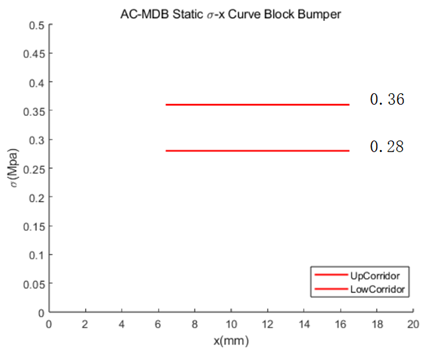 AC-MDB Static σ-x Curve Block Bumper
0.5
0.45
0.4
0.35
0.3
0.25
0.2
0.15
0.1
0.05
0
σ(Mpa)
0.36
0.28
UpCorridor
LowCorridor
0 2 4 6 8 10 12 14 16 18 20
x(mm)